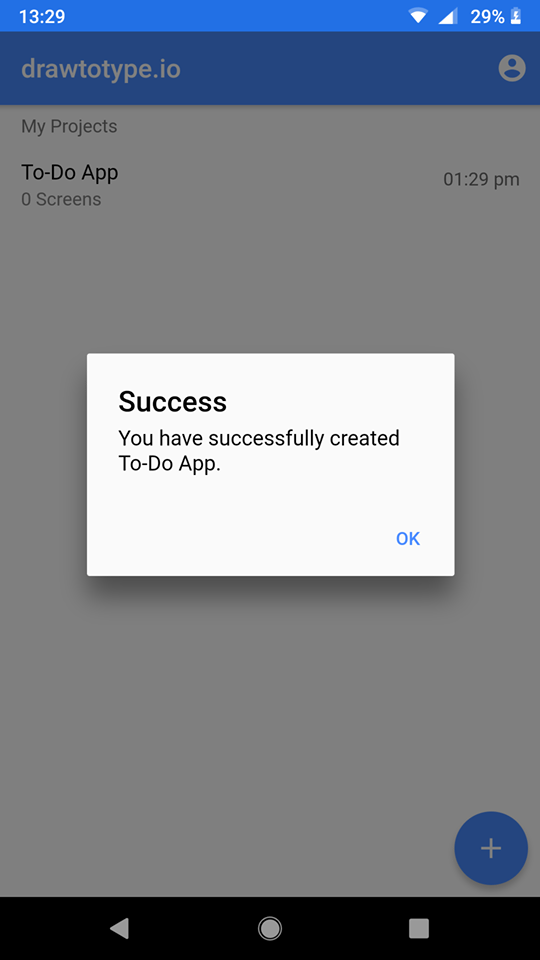 13:29
29%
drawtotype.io
My Projects
To-Do App
01:29 pm
0 Screens
Success
You have successfully created
To-Do App.
OK